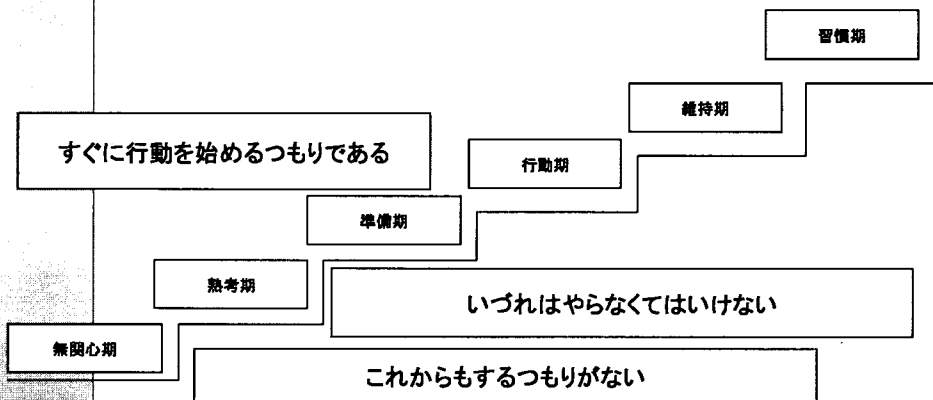 習慣期
維持期
すぐに行動を始めるつもりである
行動期
準備期
熟考期
いづれはやらなくてはいけない
無関心期
これからもするつもりがない